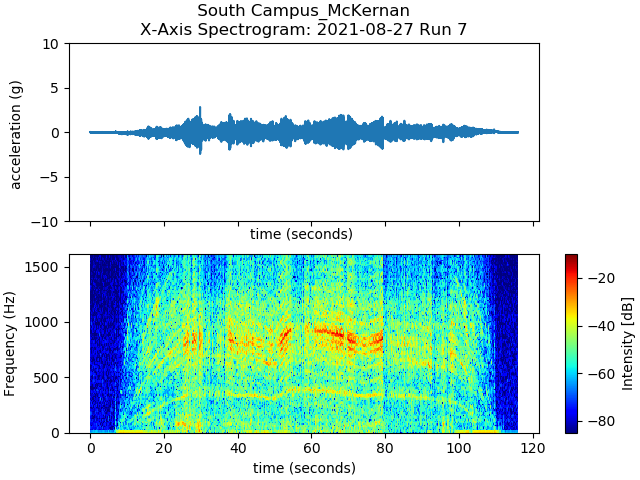 South Campus_McKernan
X-Axis Spectrogram: 2021-08-27 Run 7
10
5
0
−5
−10
acceleration (g)
time (seconds)
1500
1000
500
0
Frequency (Hz)
0 20 40 60 80 100 120
time (seconds)
−20
−40
−60
−80
Intensity [dB]